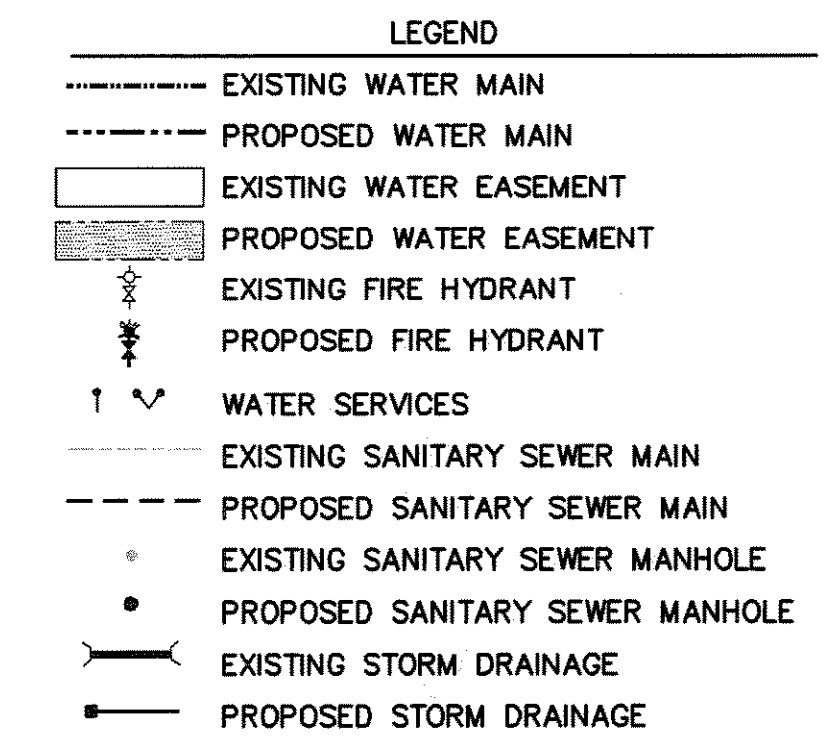 LEGEND
EXISTING WATER MAIN
PROPOSED WATER MAIN
EXISTING WATER EASEMENT
PROPOSED WATER EASEMENT
EXISTING FIRE HYDRANT
PROPOSED FIRE HYDRANT
WATER SERVICES
EXISTING SANITARY SEWER MAIN
PROPOSED SANITARY SEWER MAIN
EXISTING SANITARY SEWER MANHOLE
PROPOSED SANITARY SEWER MANHOLE
EXISTING STORM DRAINAGE
PROPOSED STORM DRAINAGE